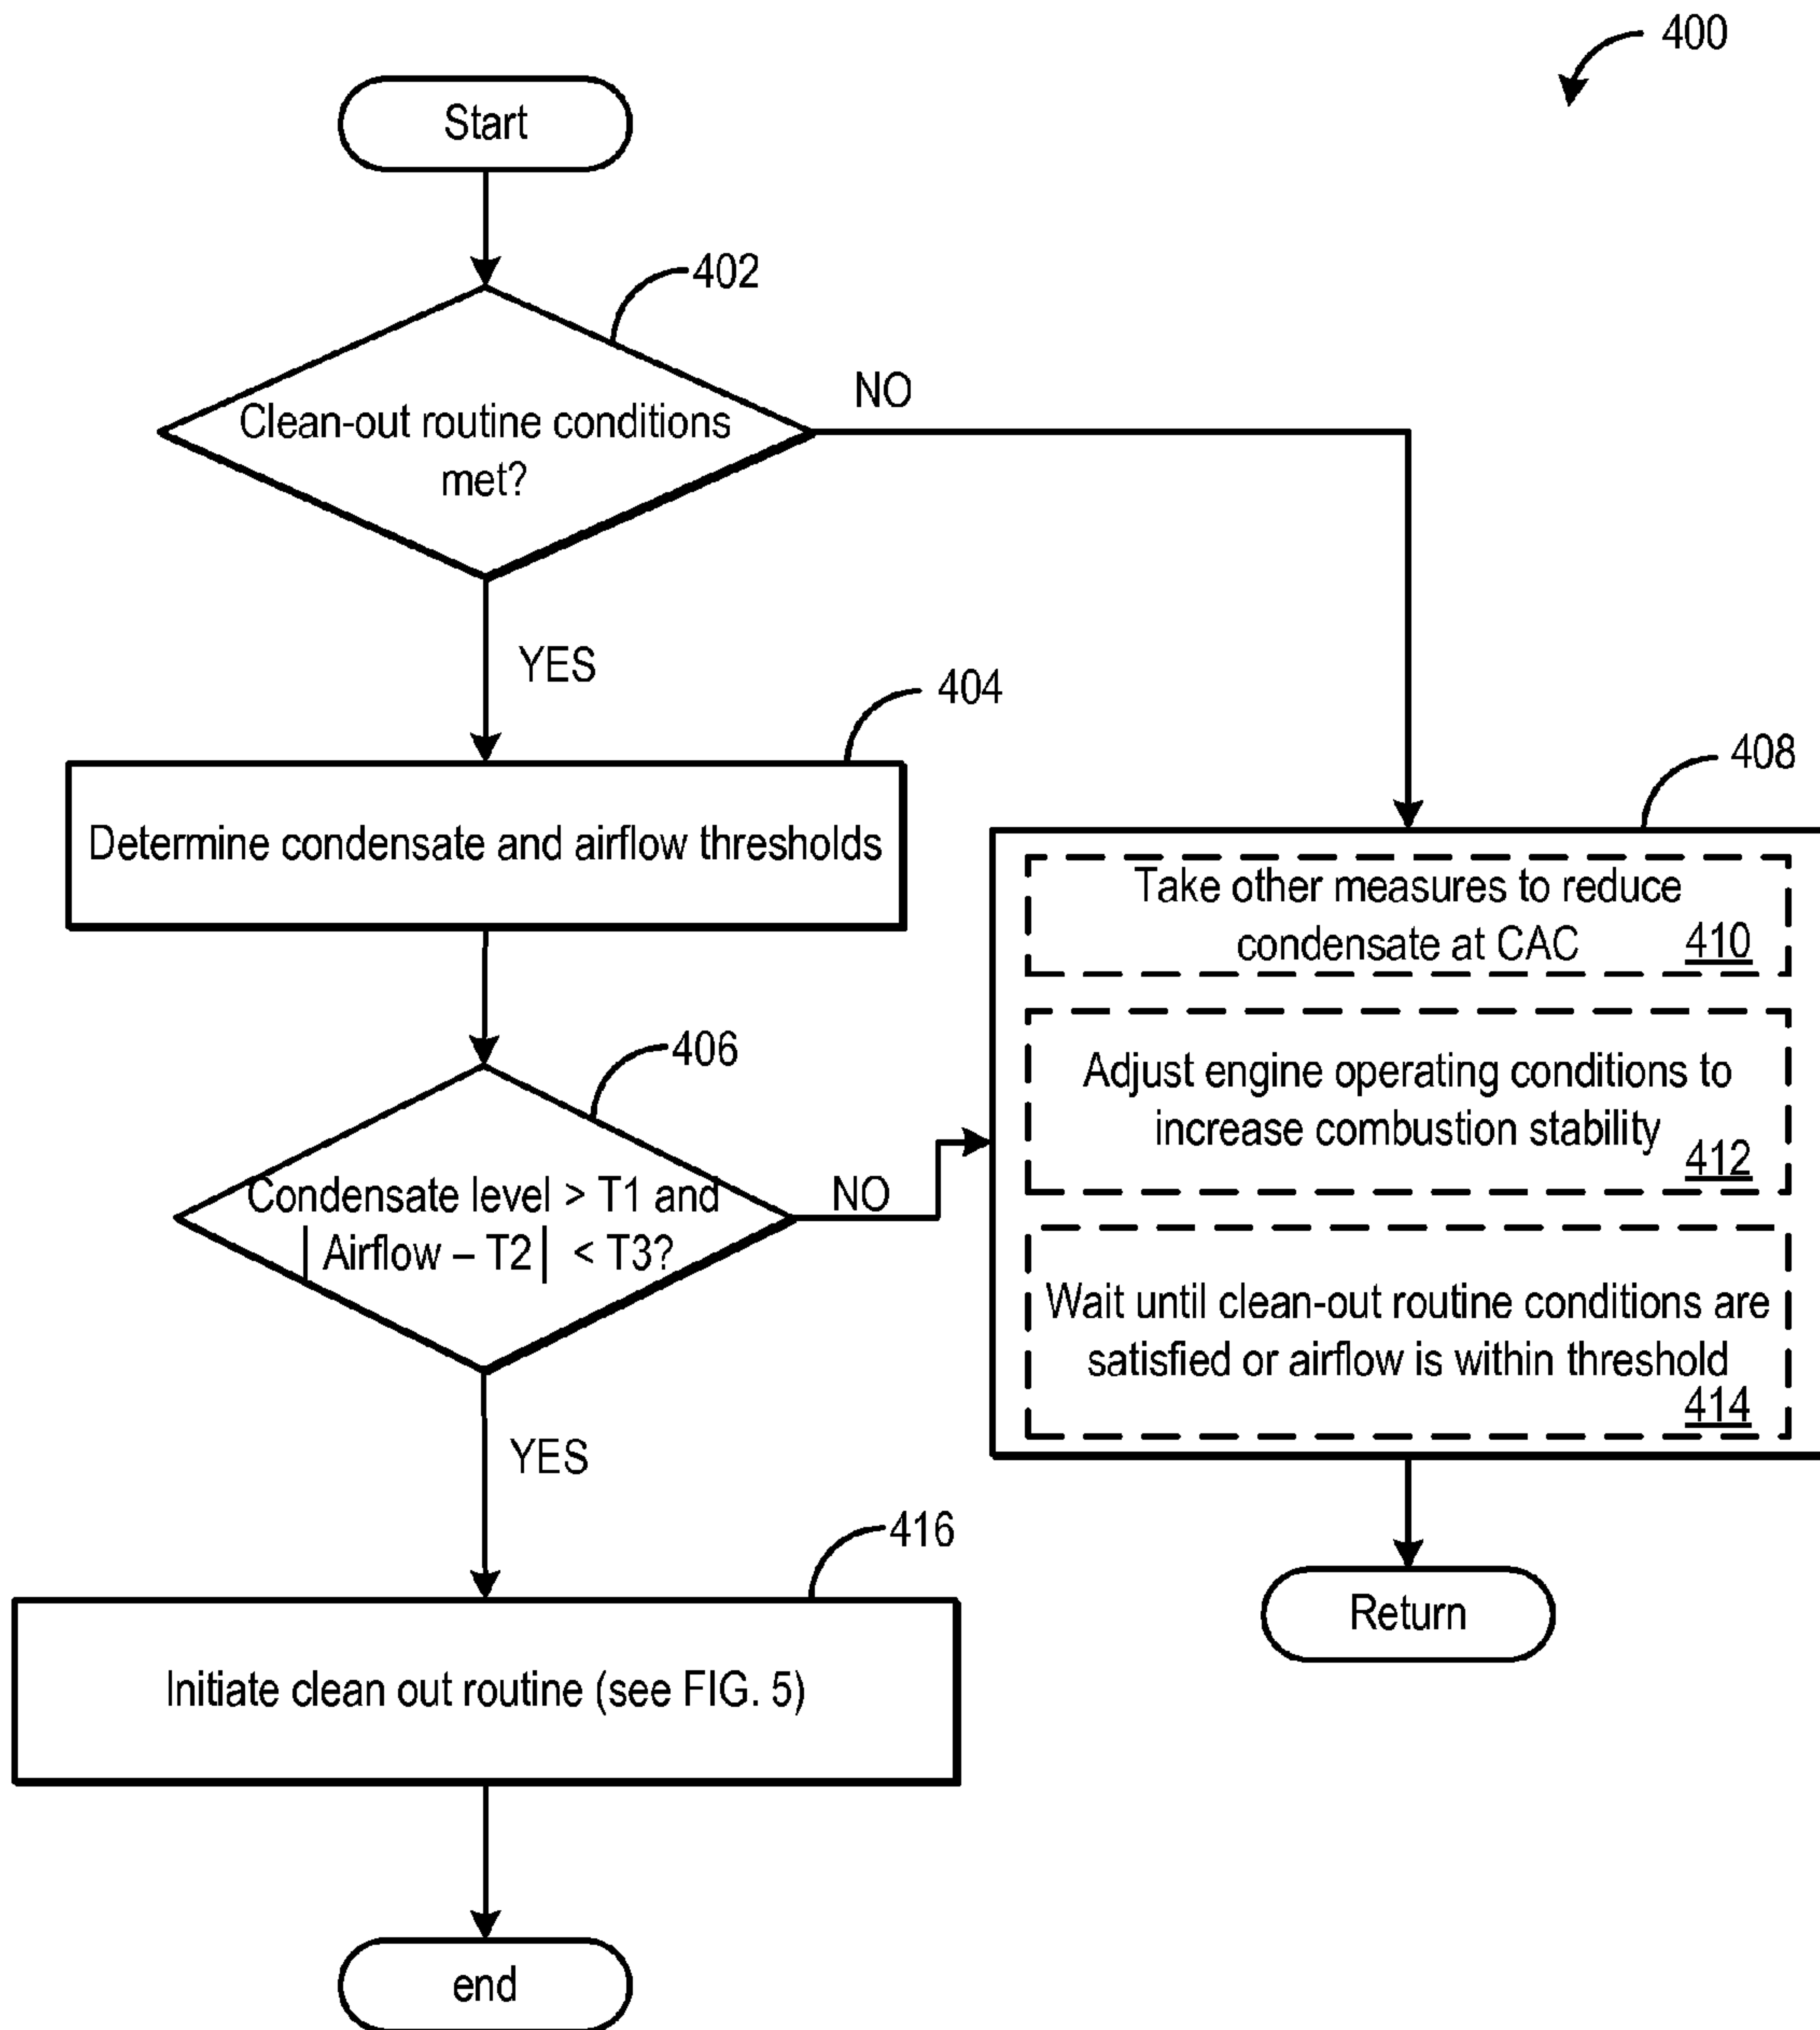 400
Start
402
Clean-out routine conditions
met?
NO
YES
404
Determine condensate and airflow thresholds
406
Condensate level > T1 and
| Airflow – T2 | < T3?
NO
YES
408
Take other measures to reduce
condensate at CAC
410
Adjust engine operating conditions to
increase combustion stability
412
Wait until clean-out routine conditions are
satisfied or airflow is within threshold
414
Return
416
Initiate clean out routine (see FIG. 5)
end